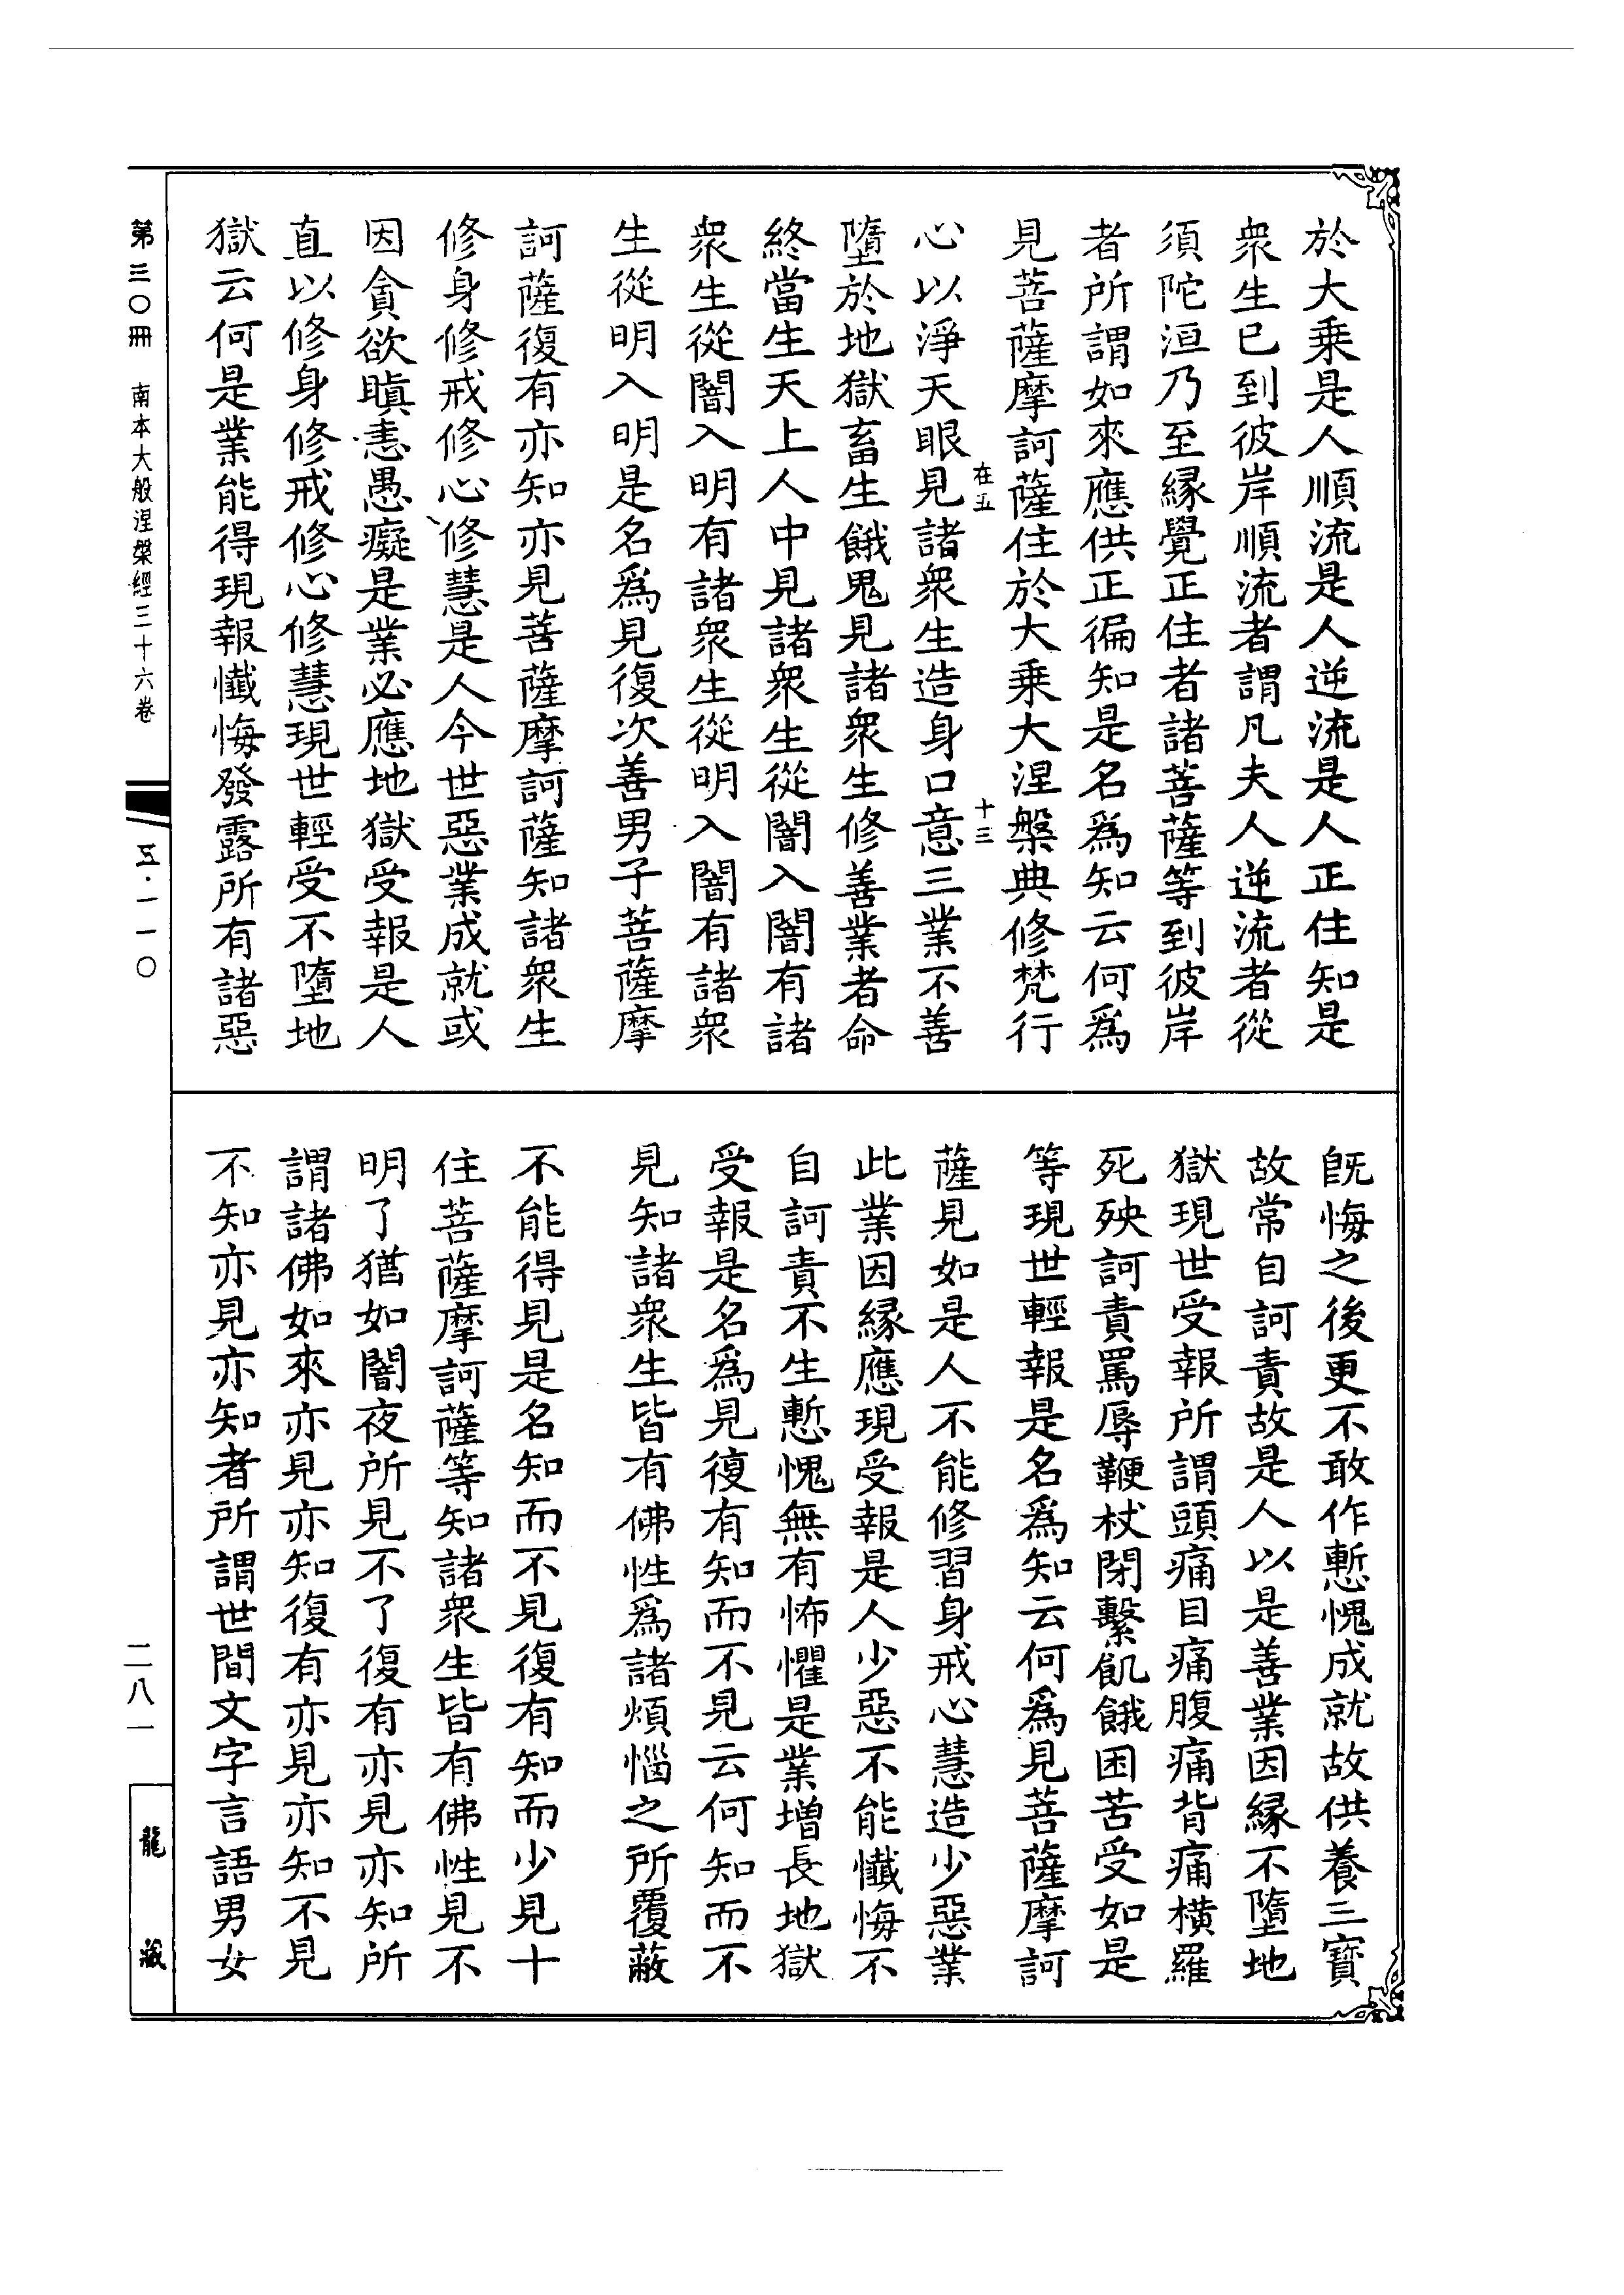 於大乗是人順流是人逆流是人正住知是
衆生已到彼岸順流者謂凡夫人逆流者從
須陀洹乃至縁覺正住者諸菩薩等到彼岸
者所謂如來應供正徧知是名爲知云何爲
見菩薩摩訶薩住於大乗大涅槃典修梵行
在五
十三
心以淨天眼見諸衆生造身口意三業不善
墮於地獄畜生餓鬼見諸衆生修善業者命
終當生天上人中見諸衆生從闇入闇有諸
衆生從闇入明有諸衆生從明入闇有諸衆
生從明入明是名爲見復次善男子菩薩摩
訶薩復有亦知亦見菩薩摩訶薩知諸衆生
修身修戒修心修慧是人今世惡業成就或
因貪欲瞋恚愚癡是業必應地獄受報是人
直以修身修戒修心修慧現世輕受不墮地
獄云何是業能得現報懺悔發露所有諸惡
既悔之後更不敢作慙愧成就故供養三寳
故常自訶責故是人以是善業因縁不墮地
獄現世受報所謂頭痛目痛腹痛背痛橫羅
死殃訶責罵辱鞭杖閉繫飢餓困苦受如是
等現世輕報是名爲知云何爲見菩薩摩訶
薩見如是人不能修習身戒心慧造少惡業
此業因縁應現受報是人少惡不能懺悔不
自訶責不生慙愧無有怖懼是業増長地獄
受報是名爲見復有知而不見云何知而不
見知諸衆生皆有佛性爲諸煩惱之所覆蔽
不能得見是名知而不見復有知而少見十
住菩薩摩訶薩等知諸衆生皆有佛性見不
明了猶如闇夜所見不了復有亦見亦知所
謂諸佛如來亦見亦知復有亦見亦知不見
不知亦見亦知者所謂世間文字言語男女
第三〇冊　南本大般涅槃經三十六卷
五·一一〇
二八一
龍藏